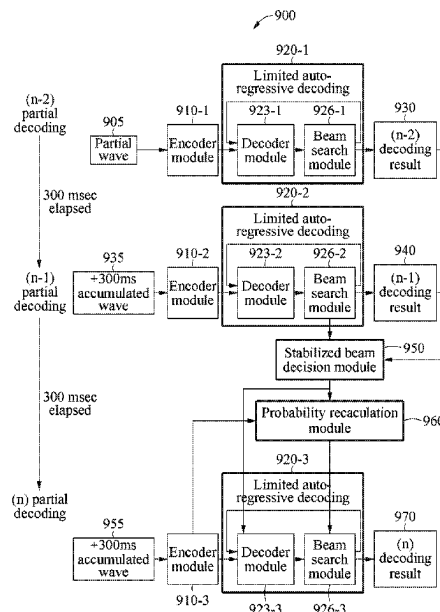 900
920-1
Limited auto-
regressive decoding
(n-2)
partial
decoding
905
910-1
923-1
926-1
930
Partial
wave
Encoder
module
Decoder
module
Beam
search
module
(n-2)
decoding
result
300 msec
elapsed
920-2
Limited auto-
regressive decoding
(n-1)
partial decoding
935
910-2
923-2
926-2
940
+300ms
accumulated
wave
Encoder
module
Decoder
module
Beam
search
module
(n-1)
decoding
result
950
Stabilized beam
decision module
300 msec
elapsed
Probability recaculation
module
960
920-3
Limited auto-
regressive decoding
(n) partial
decoding
955
970
+300ms
accumulated
wave
Encoder
module
Decoder
module
Beam
search
module
(n)
decoding
result
910-3
923-3
926-3